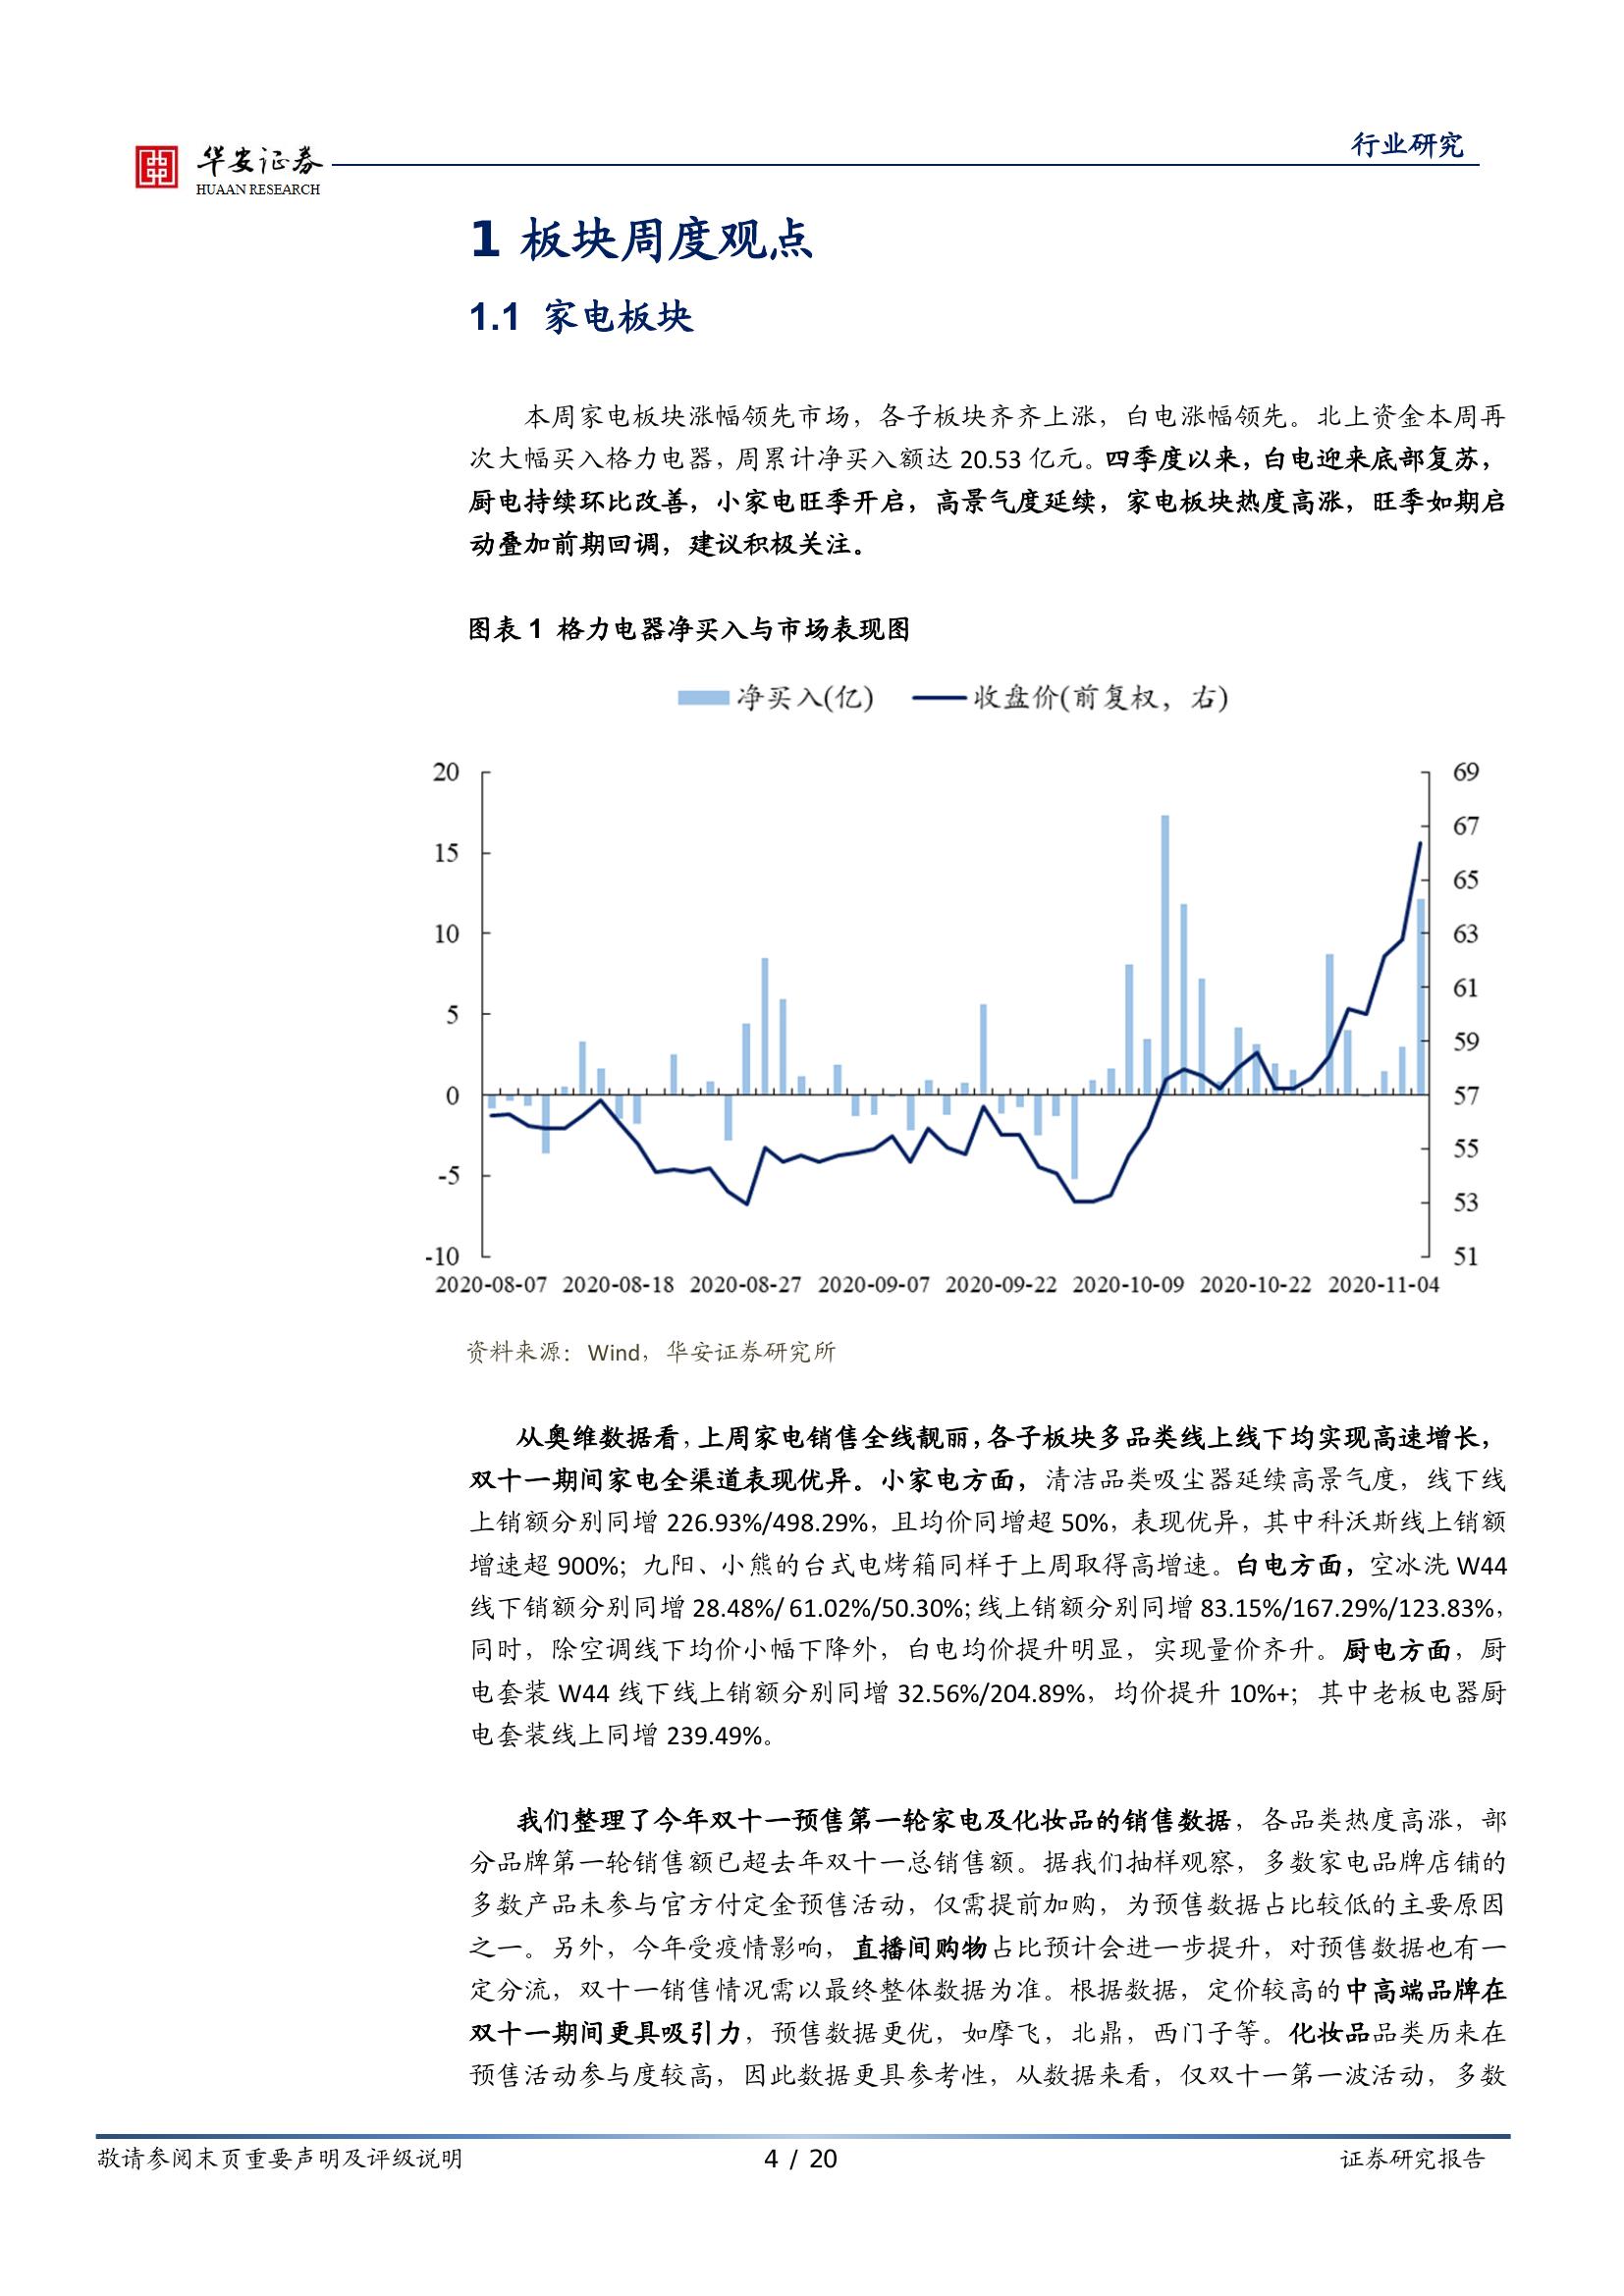 华安证券
HUAAN RESEARCH
行业研究
1 板块周度观点
1.1 家电板块
本周家电板块涨幅领先市场，各子板块齐齐上涨，白电涨幅领先。北上资金本周再
次大幅买入格力电器，周累计净买入额达 20.53 亿元。四季度以来，白电迎来底部复苏，
厨电持续环比改善，小家电旺季开启，高景气度延续，家电板块热度高涨，旺季如期启
动叠加前期回调，建议积极关注。
图表 1 格力电器净买入与市场表现图
净买入(亿) 收盘价(前复权，右)
20 69
67
15
65
10 63
61
5
59
0 57
55
-5
53
-10 51
2020-08-07 2020-08-18 2020-08-27 2020-09-07 2020-09-22 2020-10-09 2020-10-22 2020-11-04
资料来源：Wind，华安证券研究所
从奥维数据看，上周家电销售全线靓丽，各子板块多品类线上线下均实现高速增长，
双十一期间家电全渠道表现优异。小家电方面，清洁品类吸尘器延续高景气度，线下线
上销额分别同增 226.93%/498.29%，且均价同增超 50%，表现优异，其中科沃斯线上销额
增速超 900%；九阳、小熊的台式电烤箱同样于上周取得高增速。白电方面，空冰洗 W44
线下销额分别同增 28.48%/ 61.02%/50.30%；线上销额分别同增 83.15%/167.29%/123.83%，
同时，除空调线下均价小幅下降外，白电均价提升明显，实现量价齐升。厨电方面，厨
电套装 W44 线下线上销额分别同增 32.56%/204.89%，均价提升 10%+；其中老板电器厨
电套装线上同增 239.49%。
我们整理了今年双十一预售第一轮家电及化妆品的销售数据，各品类热度高涨，部
分品牌第一轮销售额已超去年双十一总销售额。据我们抽样观察，多数家电品牌店铺的
多数产品未参与官方付定金预售活动，仅需提前加购，为预售数据占比较低的主要原因
之一。另外，今年受疫情影响，直播间购物占比预计会进一步提升，对预售数据也有一
定分流，双十一销售情况需以最终整体数据为准。根据数据，定价较高的中高端品牌在
双十一期间更具吸引力，预售数据更优，如摩飞，北鼎，西门子等。化妆品品类历来在
预售活动参与度较高，因此数据更具参考性，从数据来看，仅双十一第一波活动，多数
敬请参阅末页重要声明及评级说明 4 / 20 证券研究报告